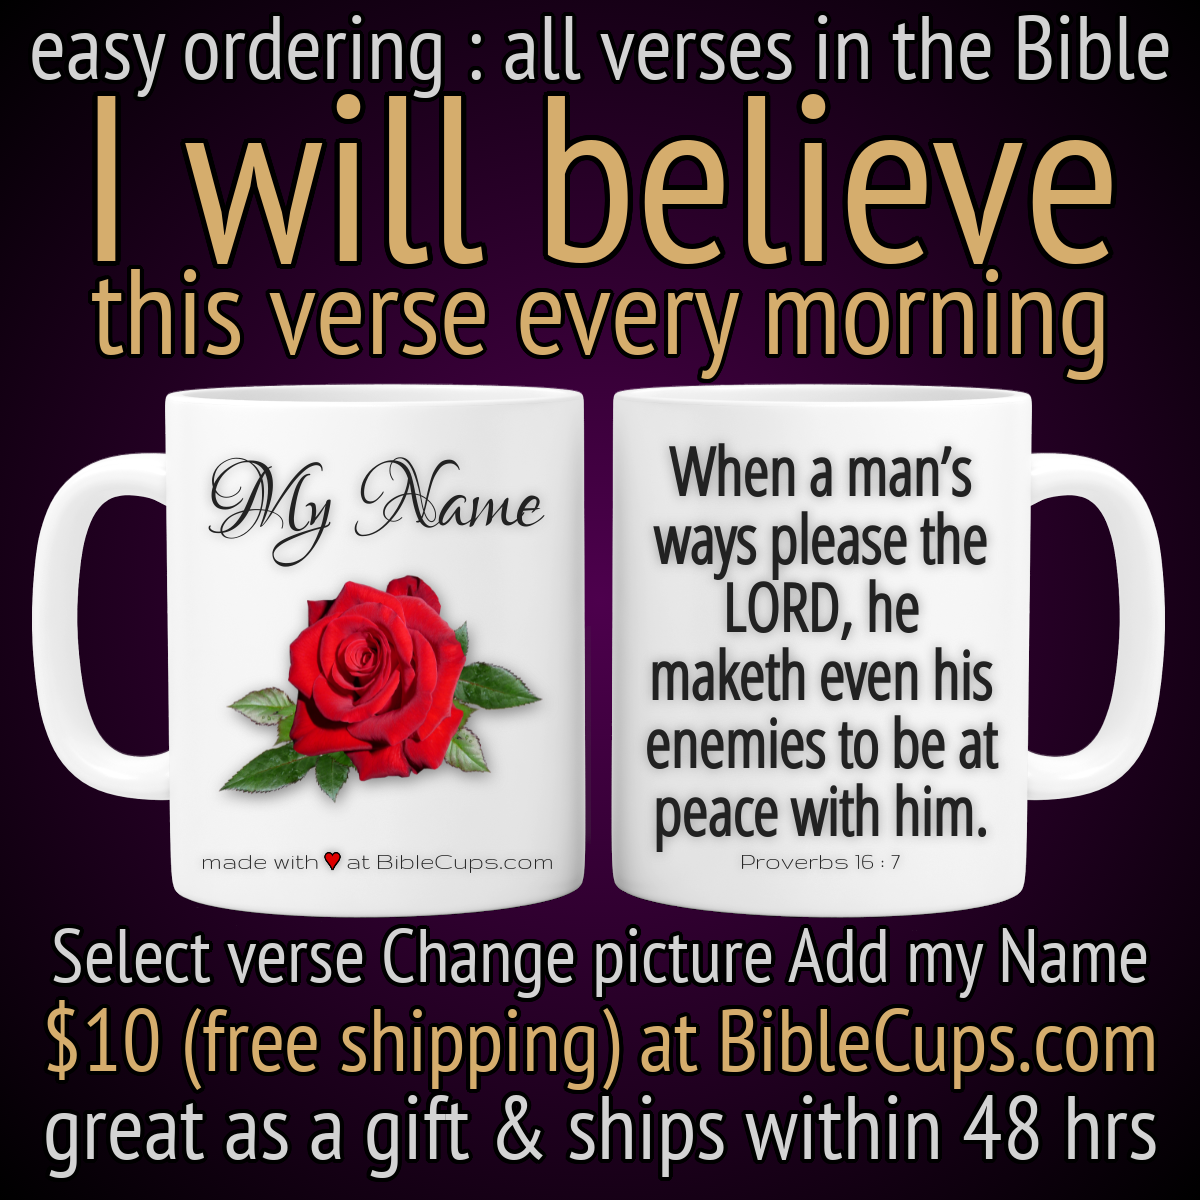 easy ordering : all verses in the Bible
I will believe
this verse every morning
My Name
made with ❤ at BibleCups.com
When a man's
ways please the
LORD, he
maketh even his
enemies to be at
peace with him.
Proverbs 16 : 7
Select verse Change picture Add my Name
$10 (free shipping) at BibleCups.com
great as a gift & ships within 48 hrs